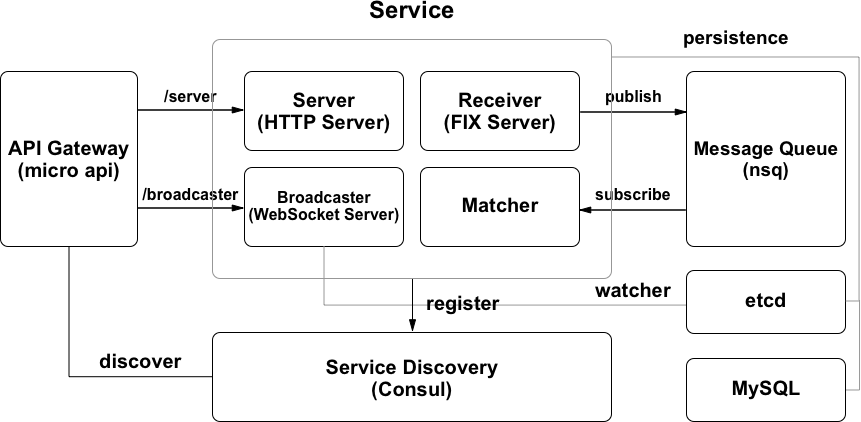 Service
persistence
/server
Server
(HTTP Server)
Receiver
(FIX Server)
publish
API Gateway
(micro api)
Message Queue
(nsq)
/broadcaster
Broadcaster
(WebSocket Server)
Matcher
subscribe
watcher
etcd
register
discover
Service Discovery
(Consul)
MySQL